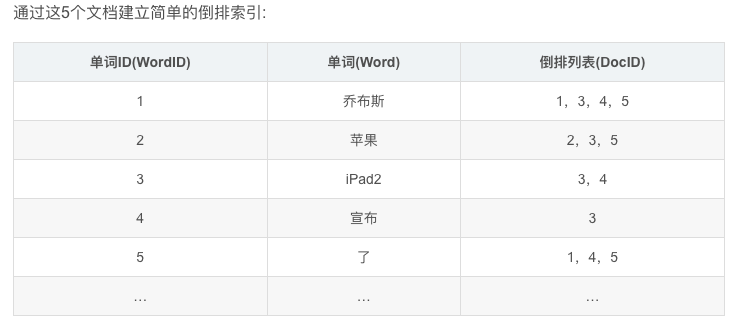 通过这5个文档建立简单的倒排索引:
单词ID(WordID) 单词(Word) 倒排列表(DocID)
1 乔布斯 1，3，4，5
2 苹果 2，3，5
3 iPad2 3，4
4 宣布 3
5 了 1，4，5
… … …